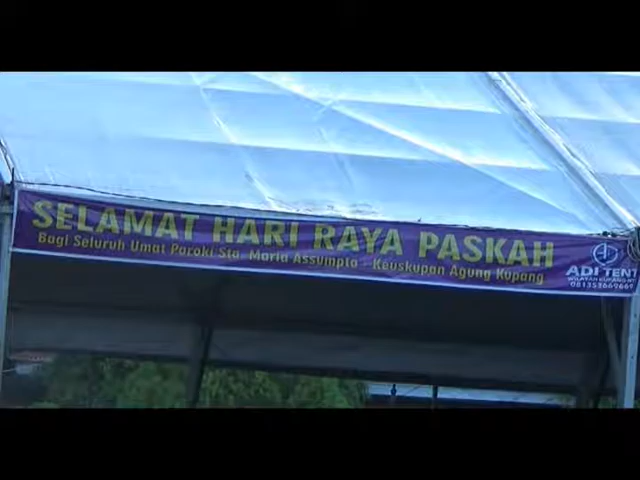 SELAMAT HARI RAYA PASKAH
Bagi Seluruh Umat Paroki Sta. Maria Assumpta - Keuskupan Agung Kupang
ADI TENT